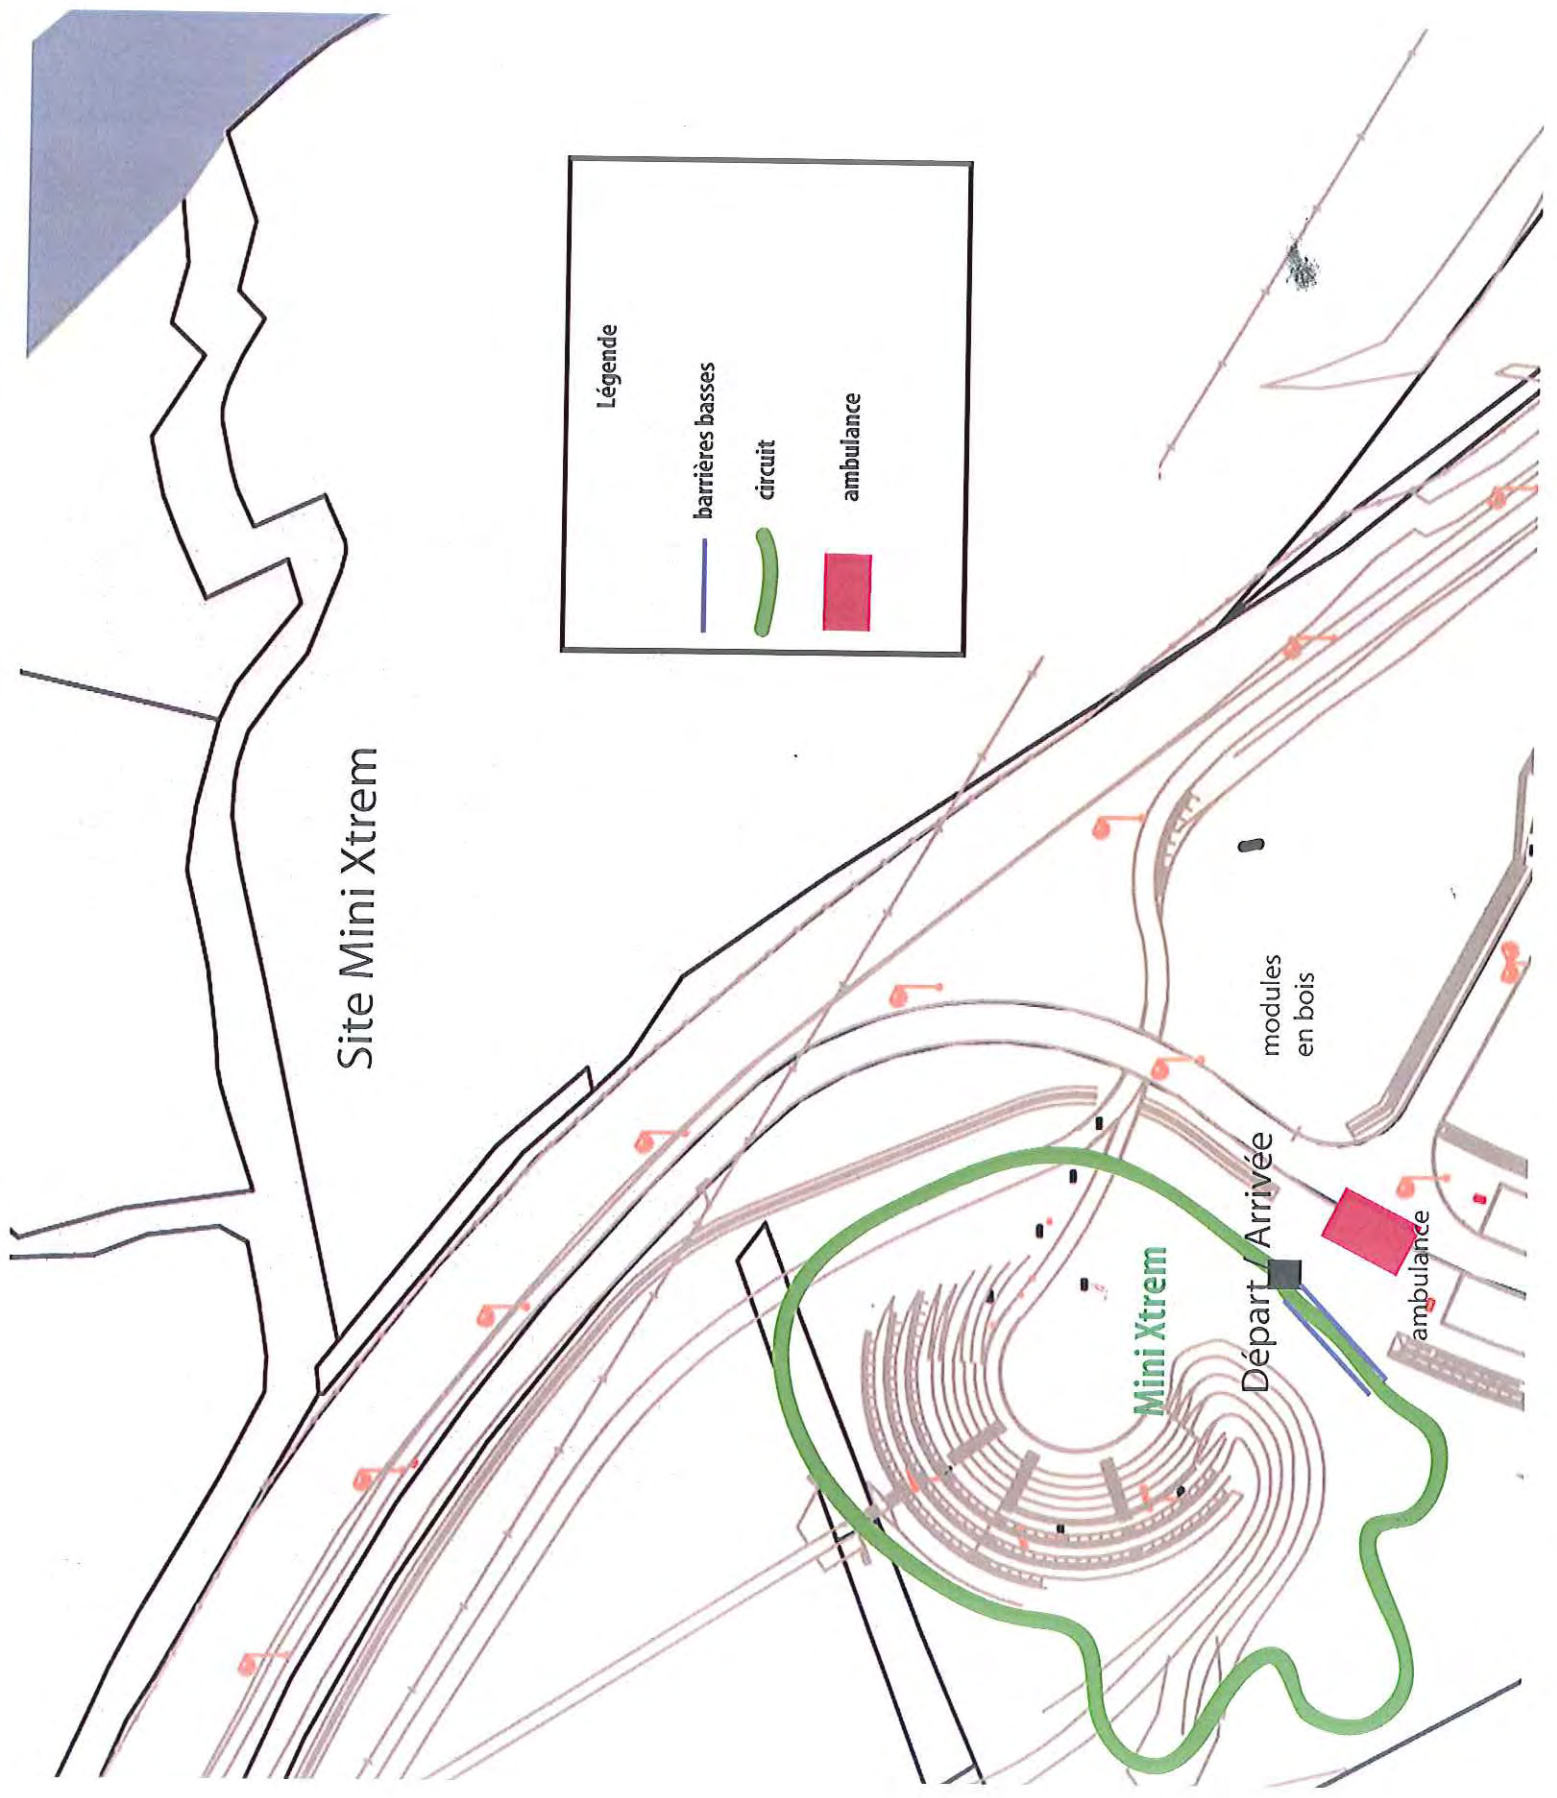 Site Mini Xtrem
Légende
barrières basses
circuit
ambulance
modules
en bois
Mini Xtrem
Départ Arrivée
ambulance